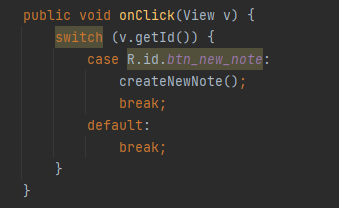 public void onClick(View v) {
    switch (v.getId()) {
        case R.id.btn_new_note:
            createNewNote();
            break;
        default:
            break;
    }
}